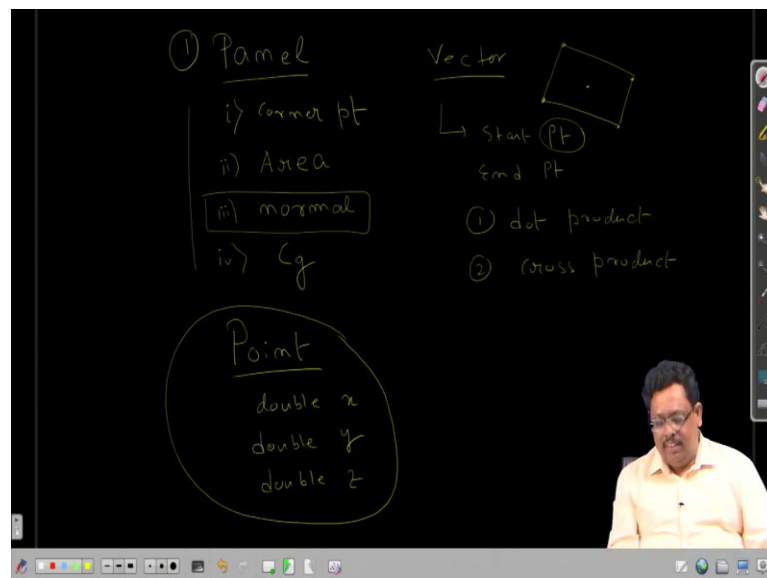 ① Panel
i) Corner pt
ii) Area
iii) normal
iv) Cg
Point
double x
double y
double z
Vector
↳ Start Pt
End Pt
① dot product
② cross product